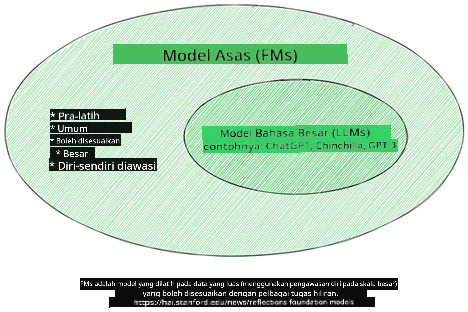 Model Asas (FMs)
* Pra-latih
* Umum
* Boleh disesuaikan
* Besar
* Diri-sendiri diawasi
Model Bahasa Besar (LLMs)
contohnya: ChatGPT, Chinchilla, GPT 3
FMs adalah model yang dilatih pada data yang luas (menggunakan pengawasan diri pada skala besar)
yang boleh disesuaikan dengan pelbagai tugas hiliran.
https://hai.stanford.edu/news/reflections foundation models